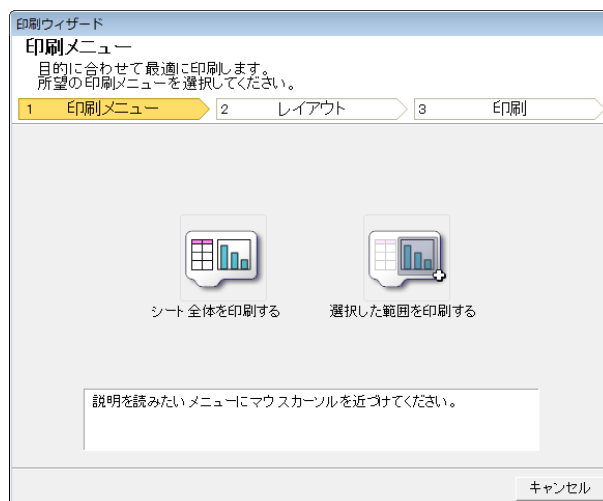 印刷ウィザード
印刷メニュー
目的に合わせて最適に印刷します。
所望の印刷メニューを選択してください。
1 印刷メニュー 2 レイアウト 3 印刷
シート全体を印刷する 選択した範囲を印刷する
説明を読みたいメニューにマウスカーソルを近づけてください。
キャンセル